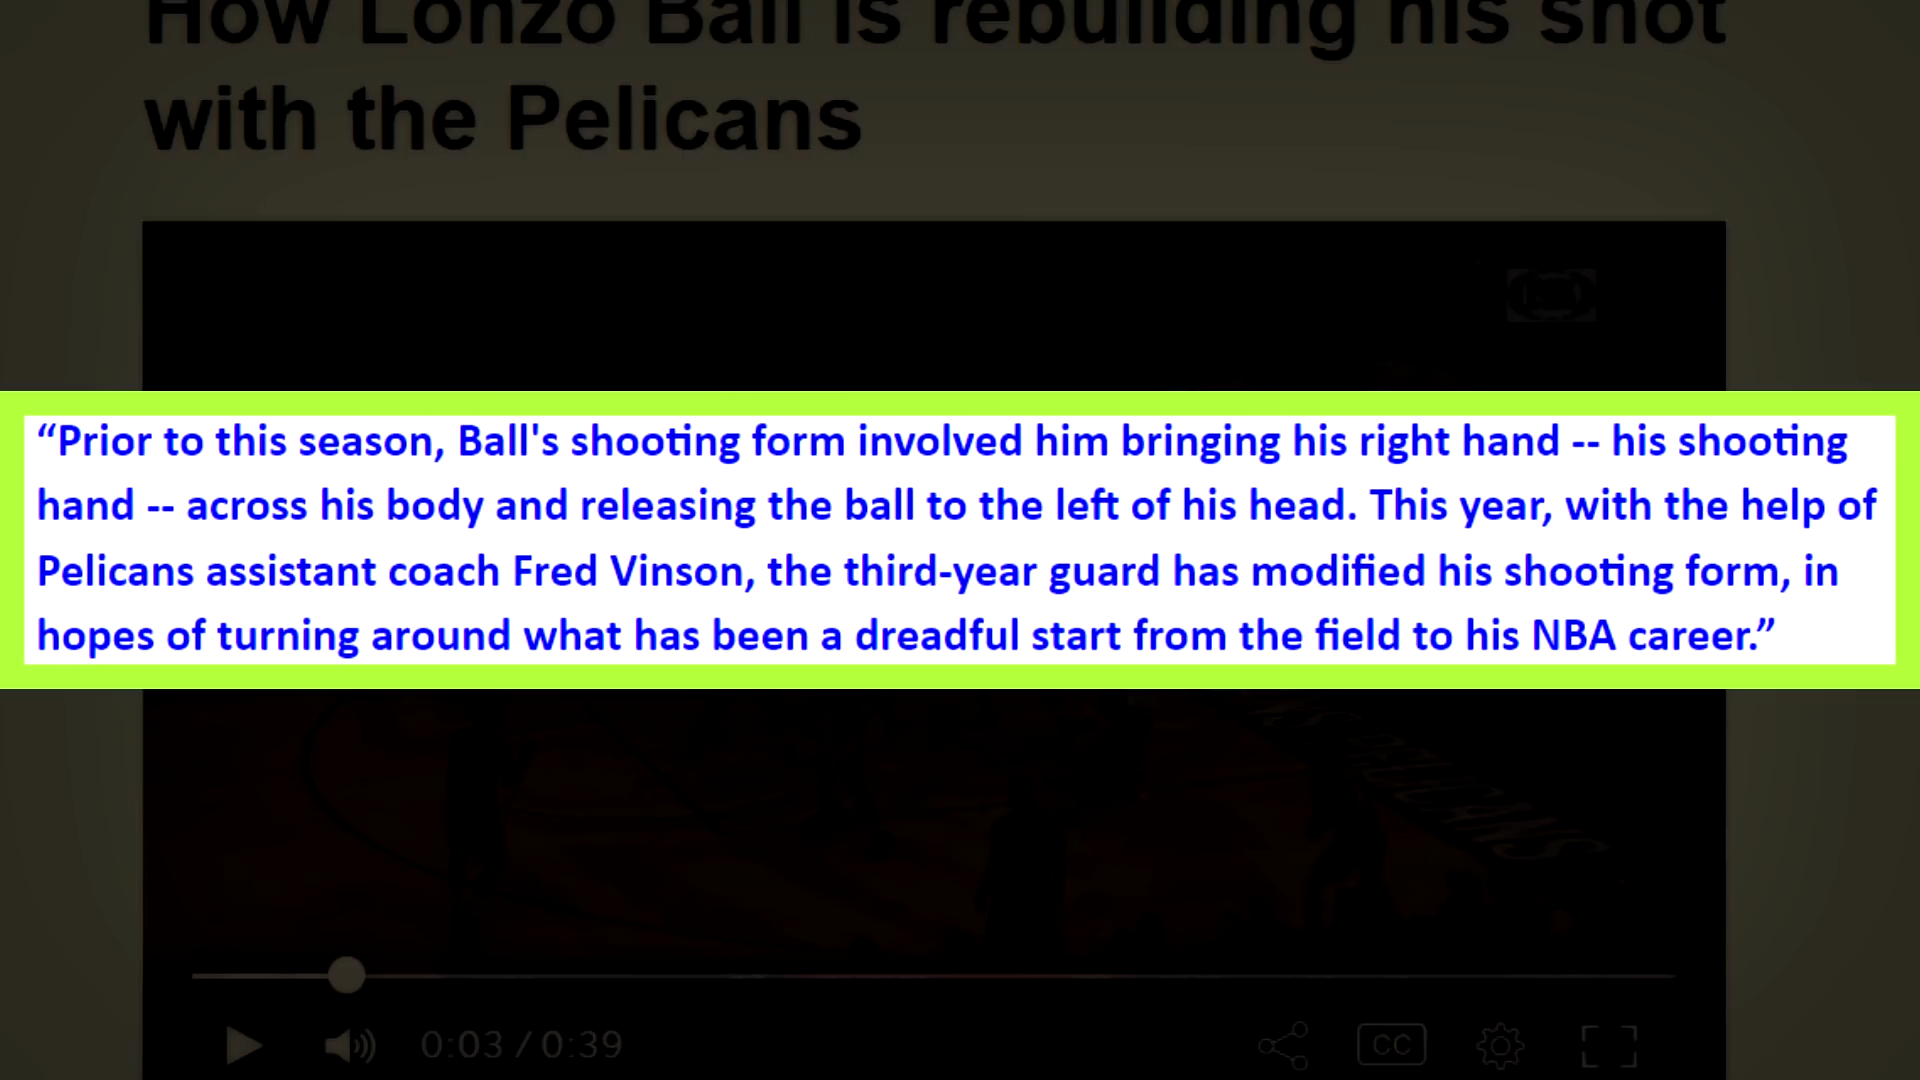 How Lonzo Ball is rebuilding his shot
with the Pelicans
“Prior to this season, Ball's shooting form involved him bringing his right hand -- his shooting
hand -- across his body and releasing the ball to the left of his head. This year, with the help of
Pelicans assistant coach Fred Vinson, the third-year guard has modified his shooting form, in
hopes of turning around what has been a dreadful start from the field to his NBA career.”
PELICANS
0:03 / 0:39
CC